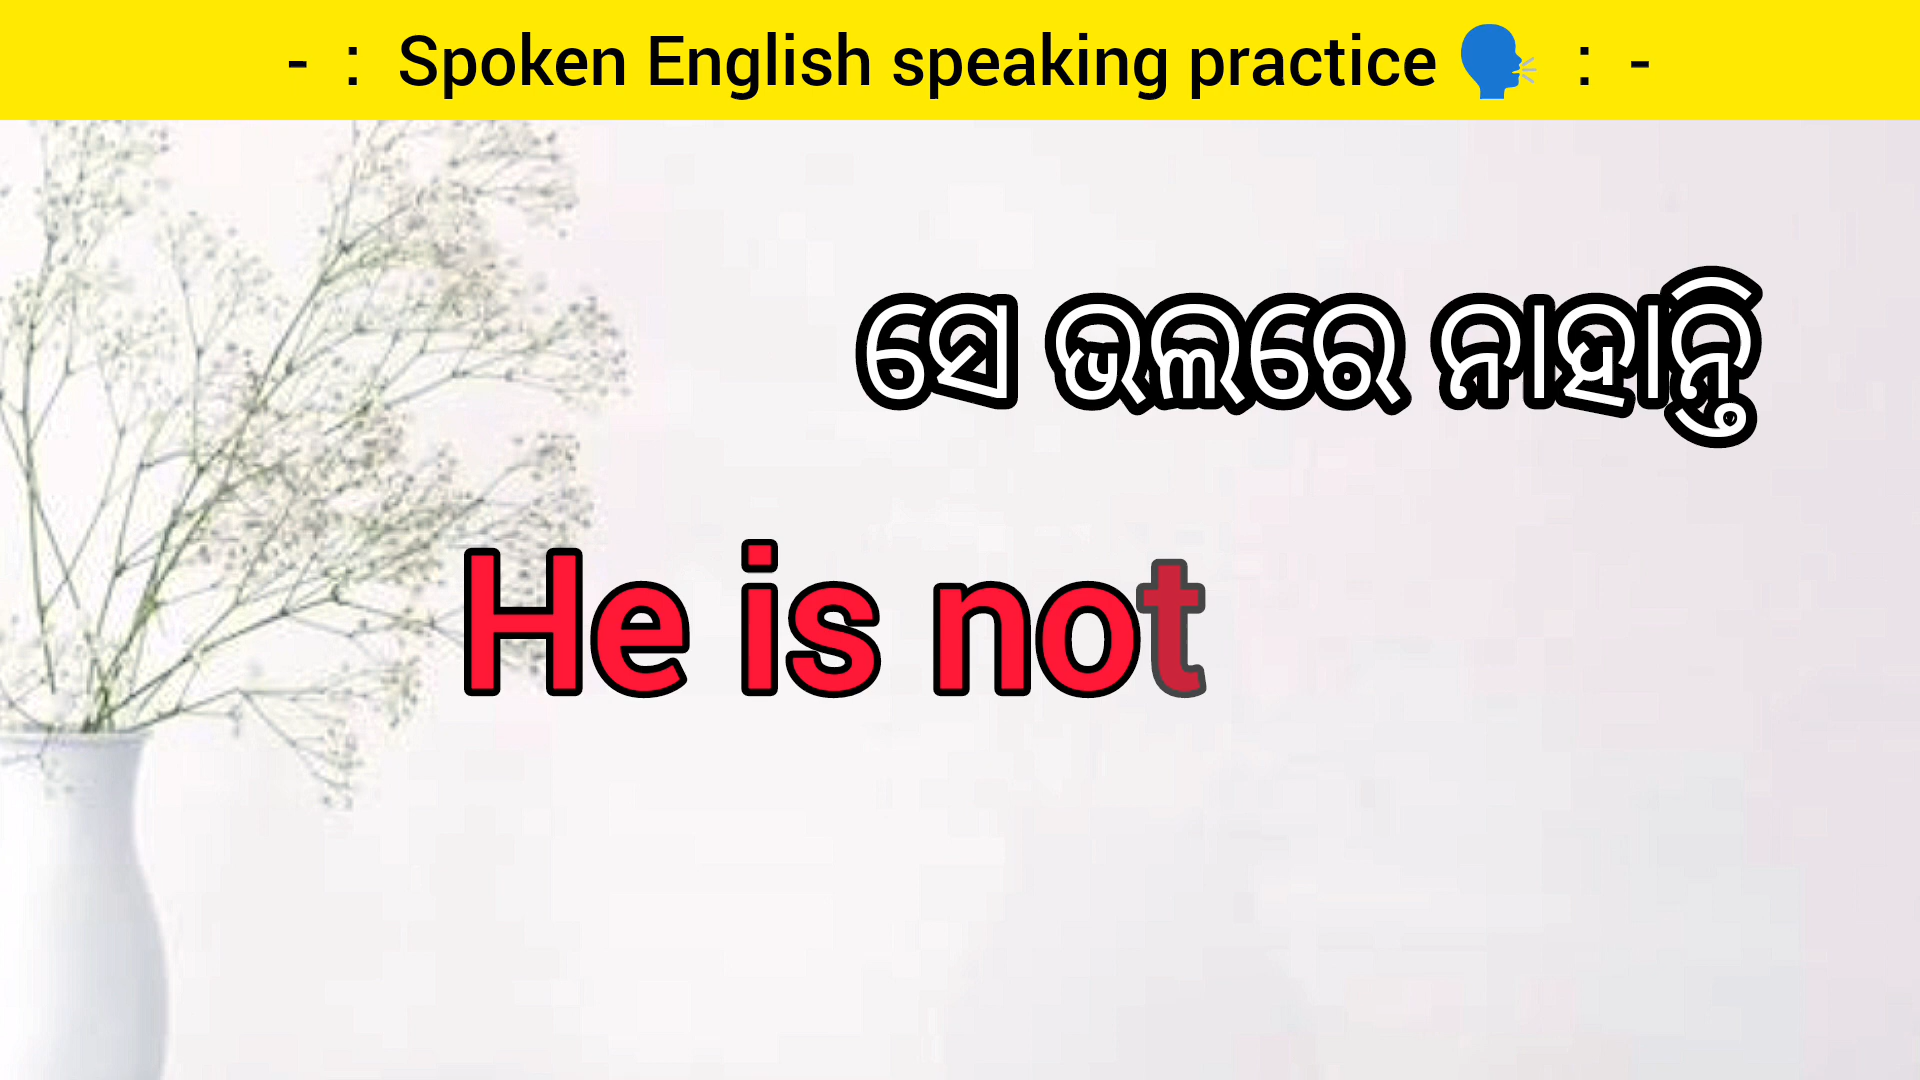 - : Spoken English speaking practice 🗣️ : -
ସେ ଭଲରେ ନାହାନ୍ତି
He is not